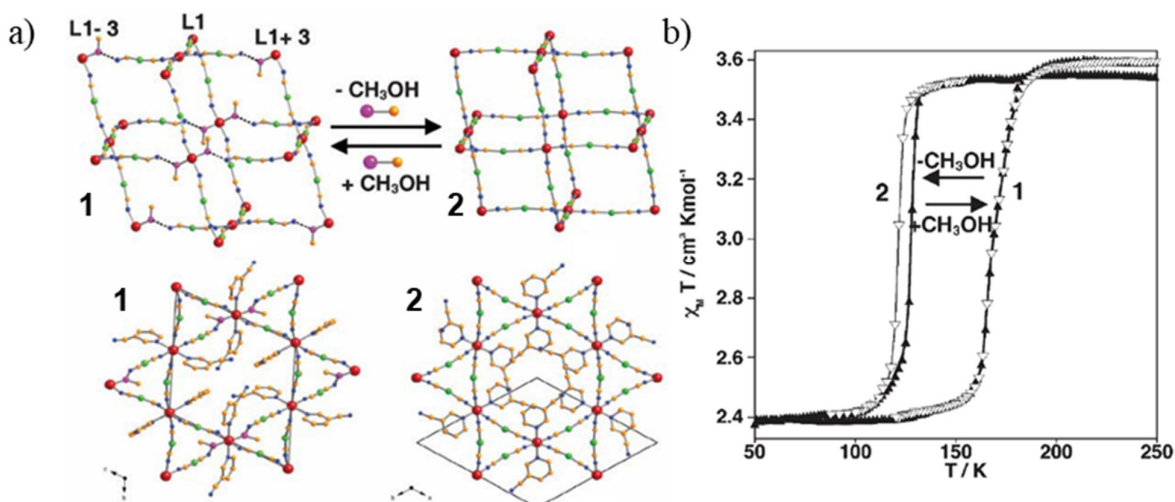 a)
L1- 3 L1 L1+ 3
- CH₃OH
+ CH₃OH
1 2
1 2
b)
χM T / cm³ Kmol⁻¹
3.6
3.4
3.2
3.0
2.8
2.6
2.4
-CH₃OH
2 1
+CH₃OH
50 100 150 200 250
T / K